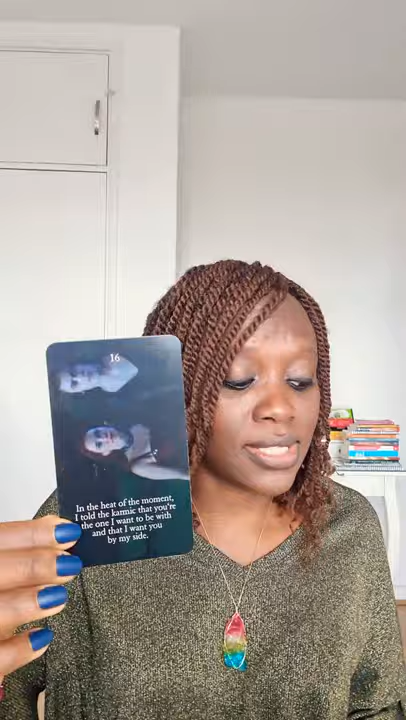 16
In the heat of the moment,
I told the karmic that you're
the one I want to be with
and that I want you
by my side.